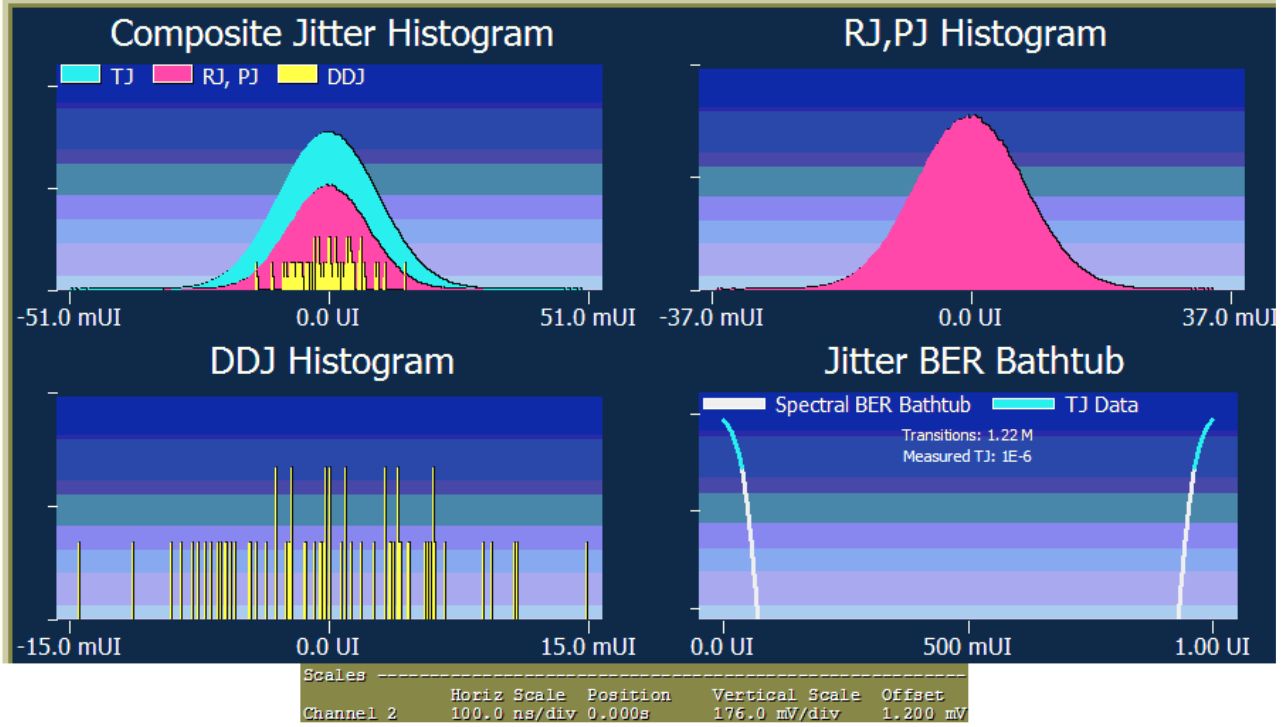 Composite Jitter Histogram
TJ RJ, PJ DDJ
-51.0 mUI 0.0 UI 51.0 mUI
RJ,PJ Histogram
-37.0 mUI 0.0 UI 37.0 mUI
DDJ Histogram
-15.0 mUI 0.0 UI 15.0 mUI
Jitter BER Bathtub
Spectral BER Bathtub TJ Data
Transitions: 1.22 M
Measured TJ: 1E-6
0.0 UI 500 mUI 1.00 UI
Scales
Horiz Scale Position Vertical Scale Offset
Channel 2 100.0 ns/div 0.000s 176.0 mV/div 1.200 mV